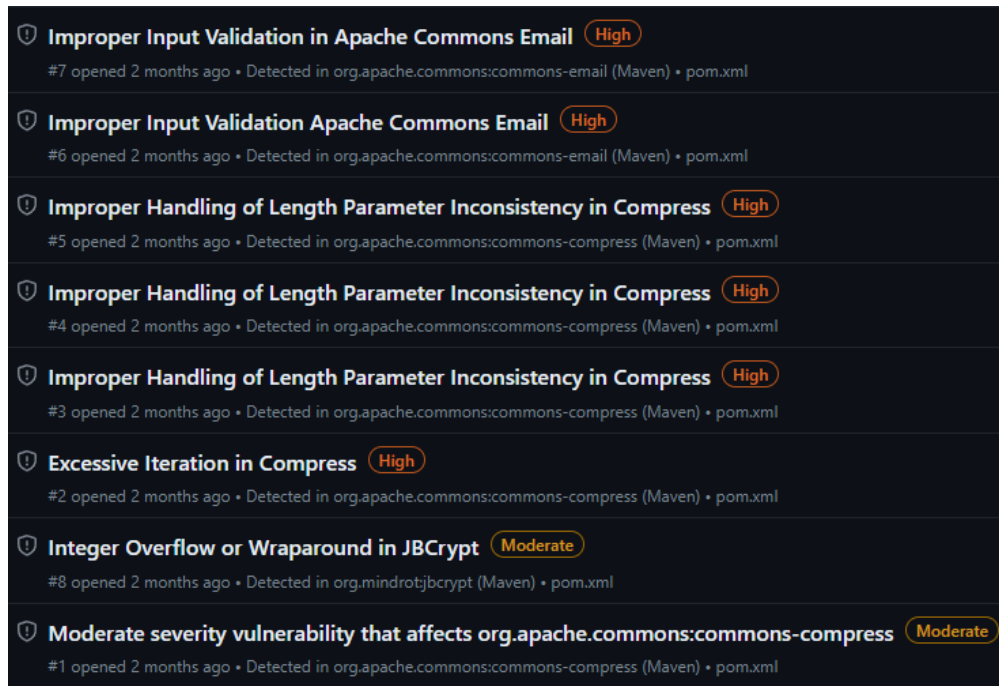 Improper Input Validation in Apache Commons Email High
#7 opened 2 months ago • Detected in org.apache.commons:commons-email (Maven) • pom.xml
Improper Input Validation Apache Commons Email High
#6 opened 2 months ago • Detected in org.apache.commons:commons-email (Maven) • pom.xml
Improper Handling of Length Parameter Inconsistency in Compress High
#5 opened 2 months ago • Detected in org.apache.commons:commons-compress (Maven) • pom.xml
Improper Handling of Length Parameter Inconsistency in Compress High
#4 opened 2 months ago • Detected in org.apache.commons:commons-compress (Maven) • pom.xml
Improper Handling of Length Parameter Inconsistency in Compress High
#3 opened 2 months ago • Detected in org.apache.commons:commons-compress (Maven) • pom.xml
Excessive Iteration in Compress High
#2 opened 2 months ago • Detected in org.apache.commons:commons-compress (Maven) • pom.xml
Integer Overflow or Wraparound in JBCrypt Moderate
#8 opened 2 months ago • Detected in org.mindrot:jbcrypt (Maven) • pom.xml
Moderate severity vulnerability that affects org.apache.commons:commons-compress Moderate
#1 opened 2 months ago • Detected in org.apache.commons:commons-compress (Maven) • pom.xml